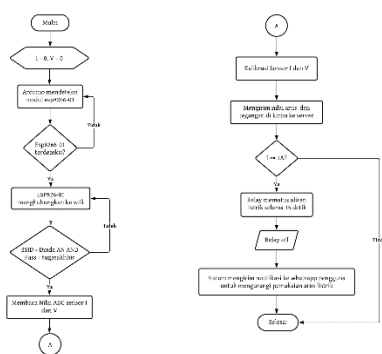 Mulai
I = 0, V = 0
Arduino mendeteksi
modul esp8266-01
Tidak
Esp8266-01
terdeteksi?
Ya
ESP8266-01
menghubungkan ke wifi
Tidak
SSID = Dinda AN AND
Pass = tugasakhir
Ya
Membaca Nilai ADC sensor I
dan V
A
A
Kalibrasi Sensor I dan V
Mengirim nilai arus dan
tegangan di kirim ke server
Ya
Relay memutus aliran
listrik selama 15 detik
Relay off
Sistem mengirim notifikasi ke whatsapp pengguna
untuk mengurangi pemakaian arus listrik
Selesai